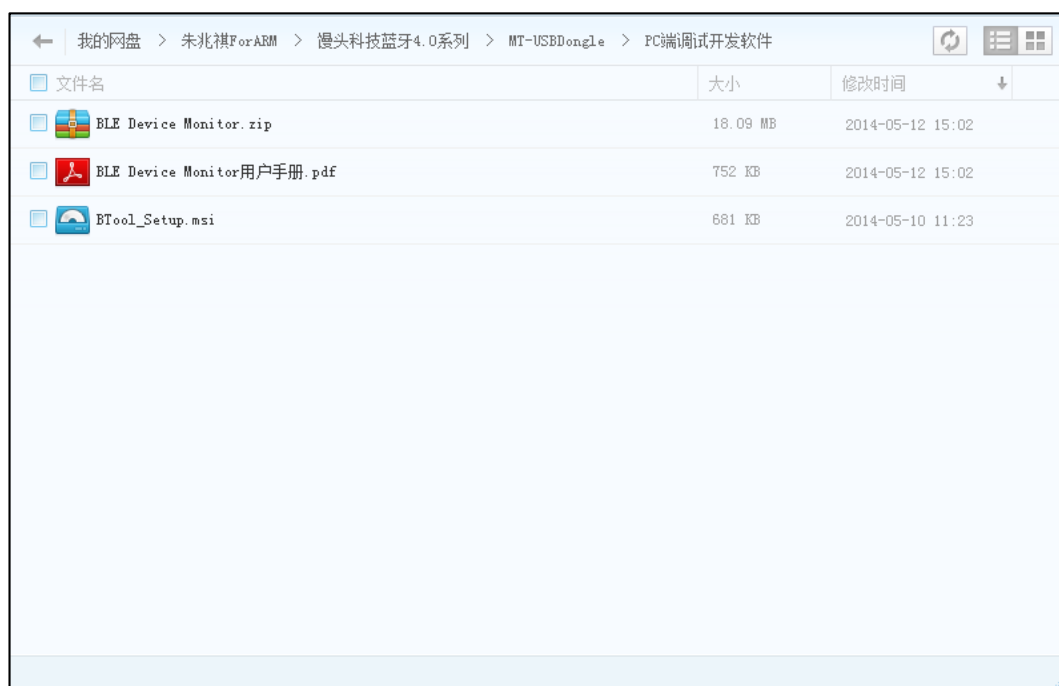 我的网盘 > 朱兆祺ForARM > 馒头科技蓝牙4.0系列 > MT-USBDongle > PC端调试开发软件
文件名 大小 修改时间
BLE Device Monitor.zip 18.09 MB 2014-05-12 15:02
BLE Device Monitor用户手册.pdf 752 KB 2014-05-12 15:02
BTool_Setup.msi 681 KB 2014-05-10 11:23